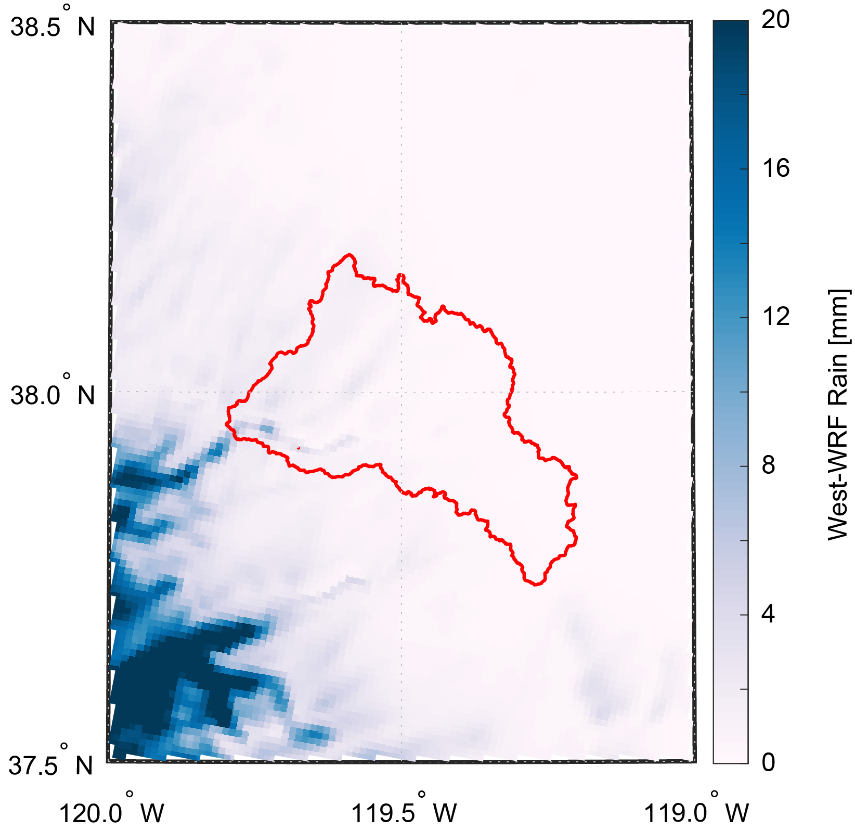 38.5° N
38.0° N
37.5° N
120.0° W
119.5° W
119.0° W
20
16
12
8
4
0
West-WRF Rain [mm]